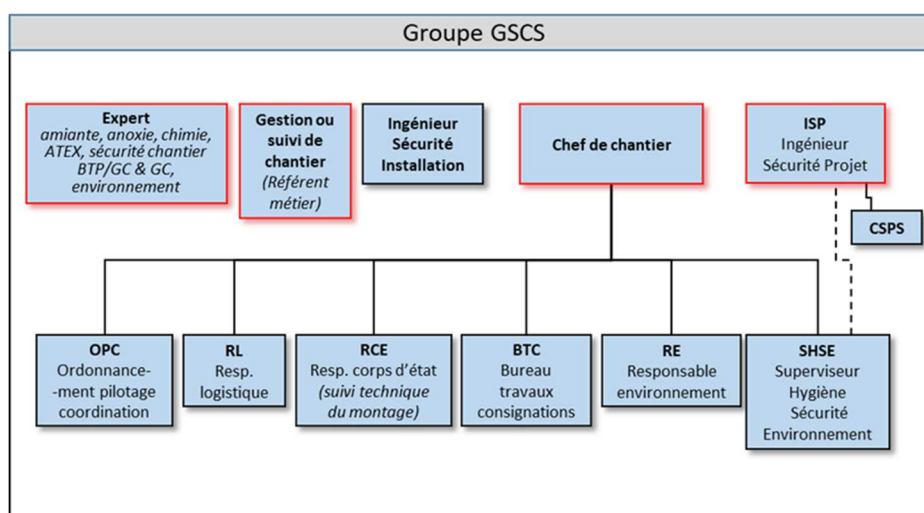 Groupe GSCS
Expert
amiante, anoxie, chimie,
ATEX, sécurité chantier
BTP/GC & GC,
environnement
Gestion ou
suivi de
chantier
(Référent
métier)
Ingénieur
Sécurité
Installation
Chef de chantier
ISP
Ingénieur
Sécurité Projet
CSPS
OPC
Ordonnance-
-ment pilotage
coordination
RL
Resp.
logistique
RCE
Resp. corps d’état
(suivi technique
du montage)
BTC
Bureau
travaux
consignations
RE
Responsable
environnement
SHSE
Superviseur
Hygiène
Sécurité
Environnement